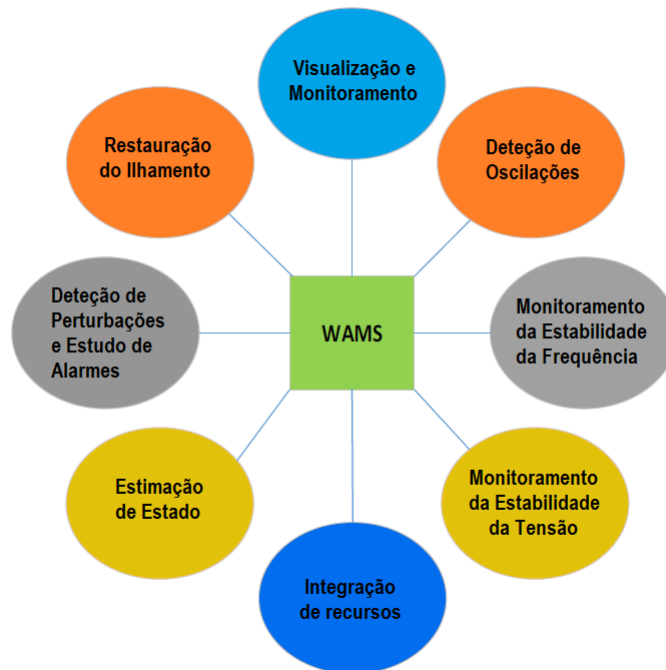 Visualização e
Monitoramento
Restauração
do Ilhamento
Deteção de
Oscilações
Deteção de
Perturbações
e Estudo de
Alarmes
WAMS
Monitoramento
da Estabilidade
da Frequência
Estimação
de Estado
Monitoramento
da Estabilidade
da Tensão
Integração
de recursos